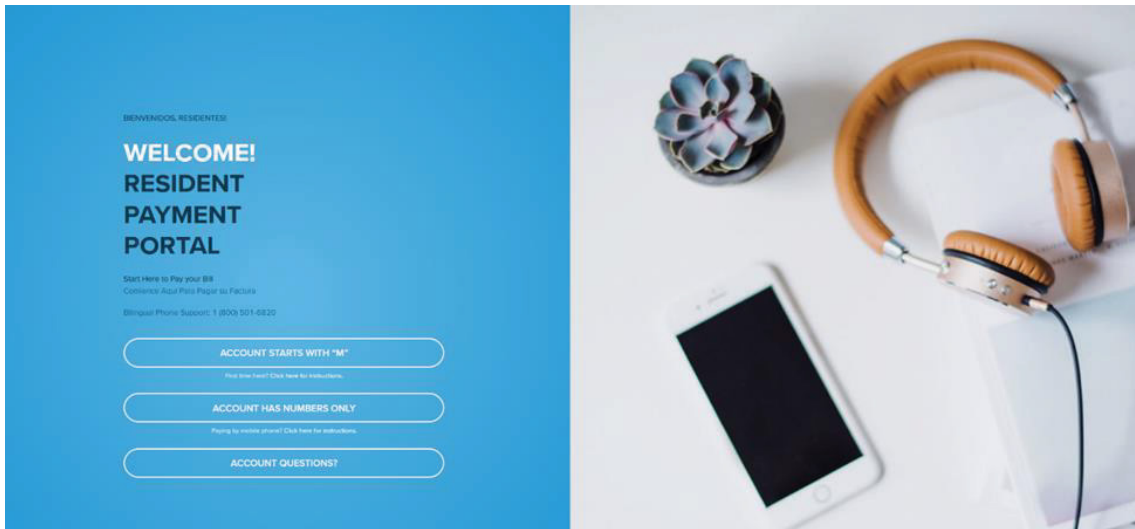 BIENVENIDOS, RESIDENTES!
WELCOME!
RESIDENT
PAYMENT
PORTAL
Start Here to Pay your Bill
Comience Aquí Para Pagar su Factura
Bilingual Phone Support: 1 (800) 501-6820
ACCOUNT STARTS WITH "M"
First time here? Click here for instructions.
ACCOUNT HAS NUMBERS ONLY
Paying by mobile phone? Click here for instructions.
ACCOUNT QUESTIONS?